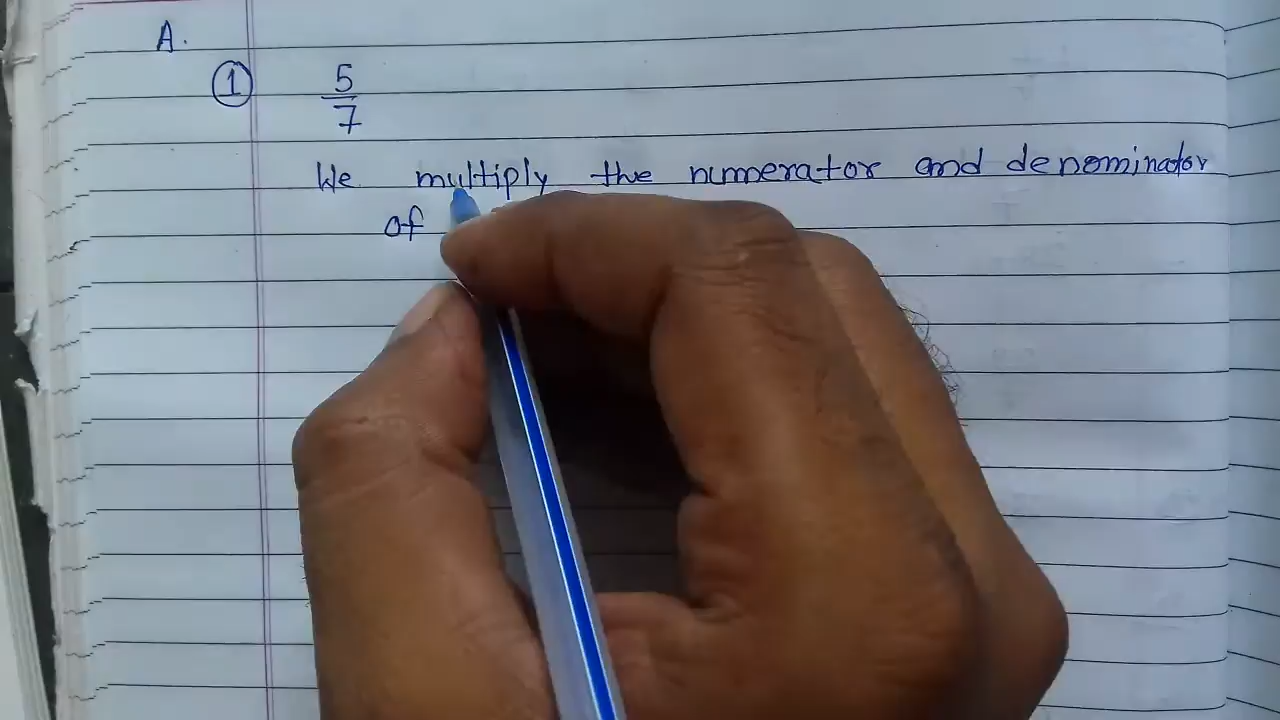 A.
1 5/7
We multiply the numerator and denominator
of